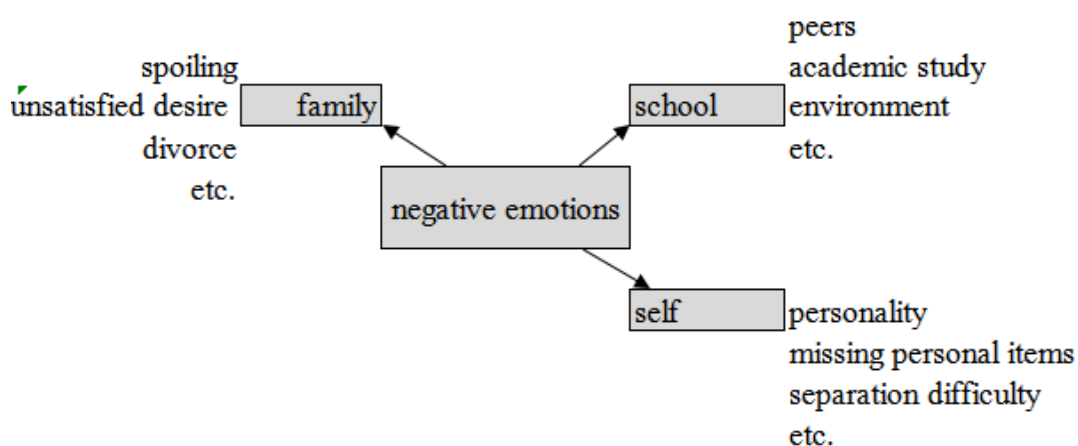 peers
spoiling
academic study
unsatisfied desire
family
school
environment
divorce
etc.
etc.
negative emotions
self
personality
missing personal items
separation difficulty
etc.